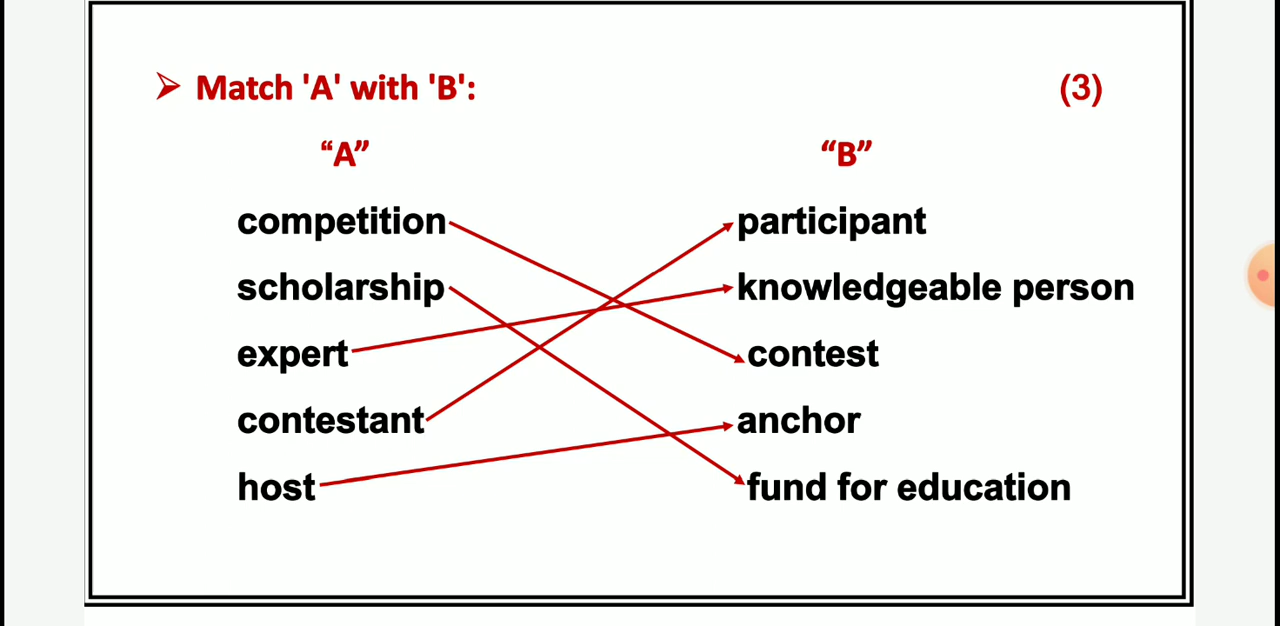 ➢ Match 'A' with 'B': (3)
“A” “B”
competition participant
scholarship knowledgeable person
expert contest
contestant anchor
host fund for education